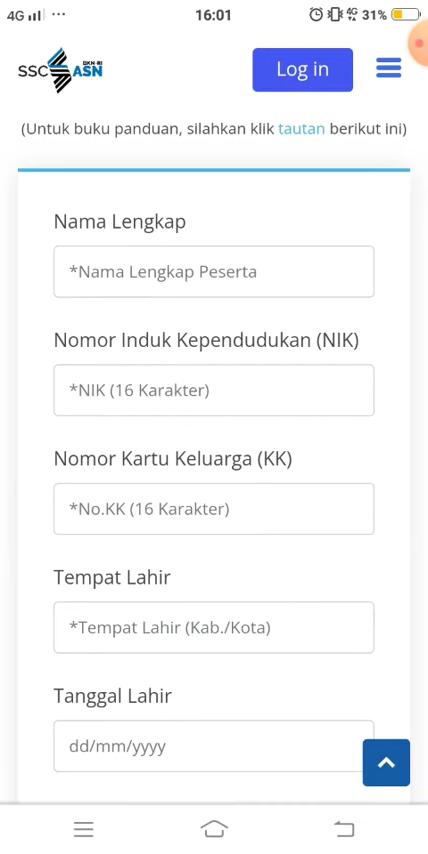 4G
16:01
4G 31%
SSC BKN-RI ASN
Log in
(Untuk buku panduan, silahkan klik tautan berikut ini)
Nama Lengkap
*Nama Lengkap Peserta
Nomor Induk Kependudukan (NIK)
*NIK (16 Karakter)
Nomor Kartu Keluarga (KK)
*No.KK (16 Karakter)
Tempat Lahir
*Tempat Lahir (Kab./Kota)
Tanggal Lahir
dd/mm/yyyy